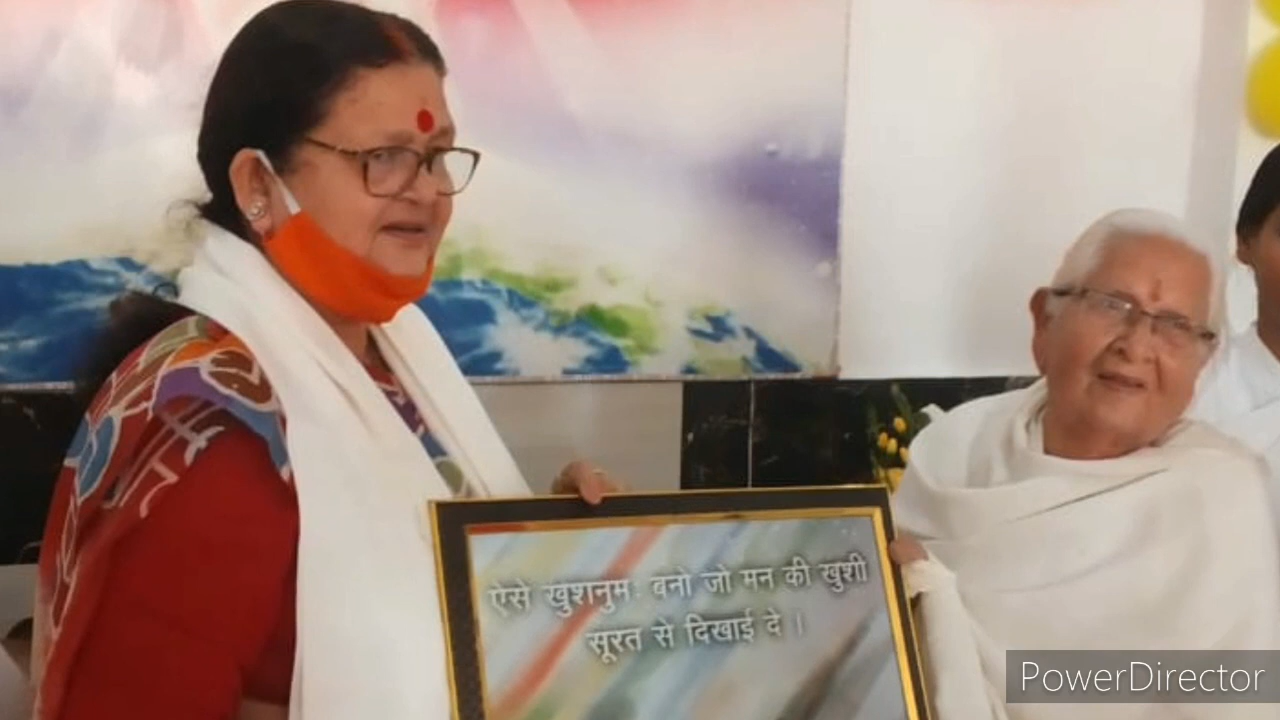 ऐसे खुशनुमः बनो जो मन की खुशी
सूरत से दिखाई दे।
PowerDirector